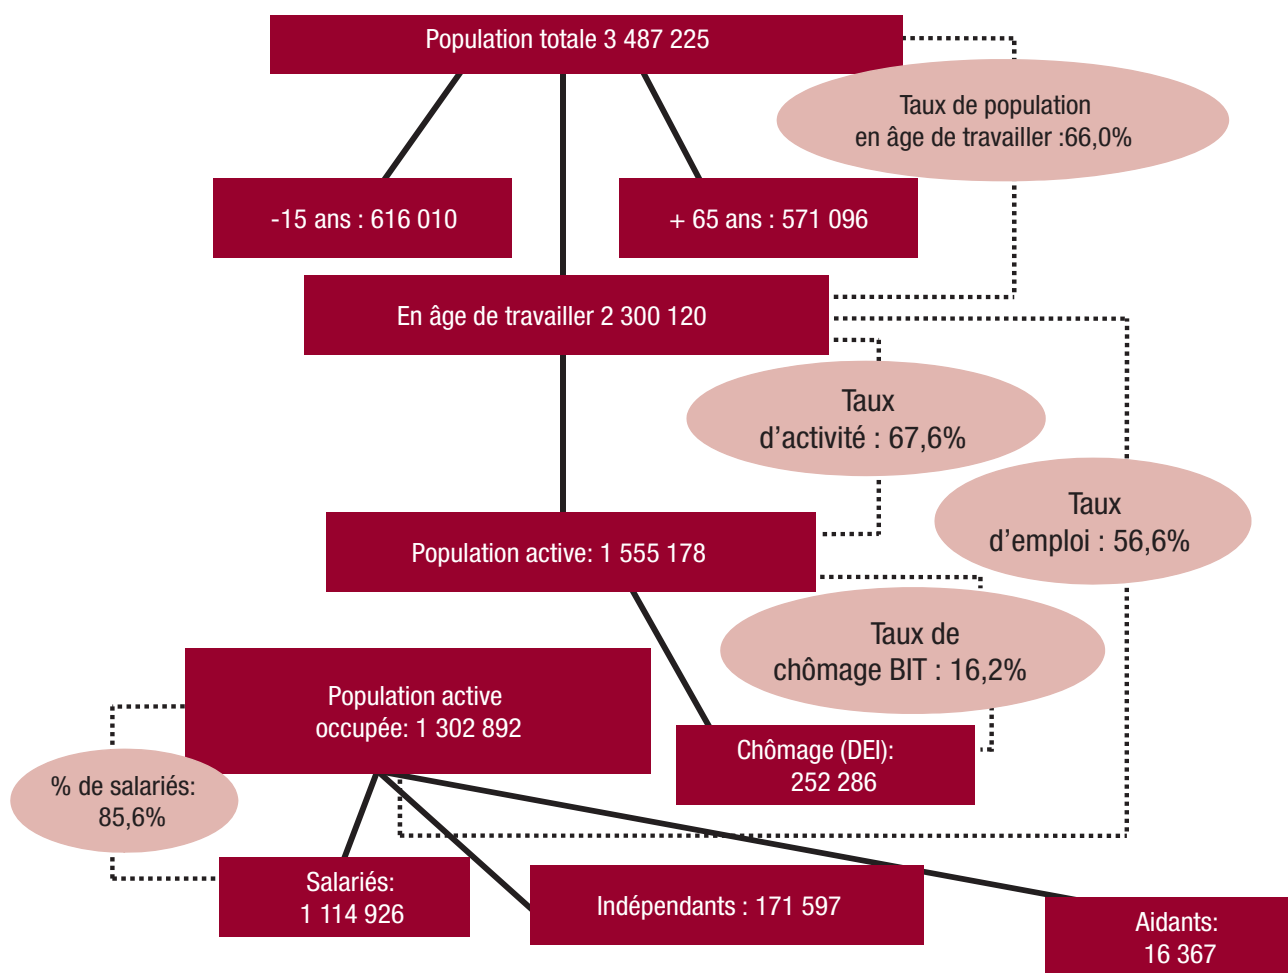 Population totale 3 487 225
Taux de population
en âge de travailler :66,0%
-15 ans : 616 010
+ 65 ans : 571 096
En âge de travailler 2 300 120
Taux
d’activité : 67,6%
Taux
d’emploi : 56,6%
Population active: 1 555 178
Taux de
chômage BIT : 16,2%
Population active
occupée: 1 302 892
Chômage (DEI):
252 286
% de salariés:
85,6%
Salariés:
1 114 926
Indépendants : 171 597
Aidants:
16 367